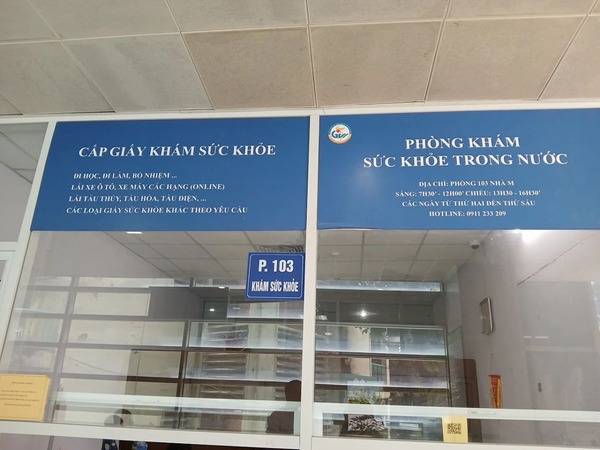 CẤP GIẤY KHÁM SỨC KHỎE
ĐI HỌC, ĐI LÀM, BỔ NHIỆM ...
LÁI XE Ô TÔ, XE MÁY CÁC HẠNG (ONLINE)
LÁI TÀU THỦY, TÀU HỎA, TÀU ĐIỆN, ...
CÁC LOẠI GIẤY SỨC KHỎE KHÁC THEO YÊU CẦU
PHÒNG KHÁM
SỨC KHỎE TRONG NƯỚC
ĐỊA CHỈ: PHÒNG 103 NHÀ M
SÁNG: 7H30' - 12H00' CHIỀU: 13H30 - 16H30'
CÁC NGÀY TỪ THỨ HAI ĐẾN THỨ SÁU
HOTLINE: 0911 233 209
P. 103
KHÁM SỨC KHỎE